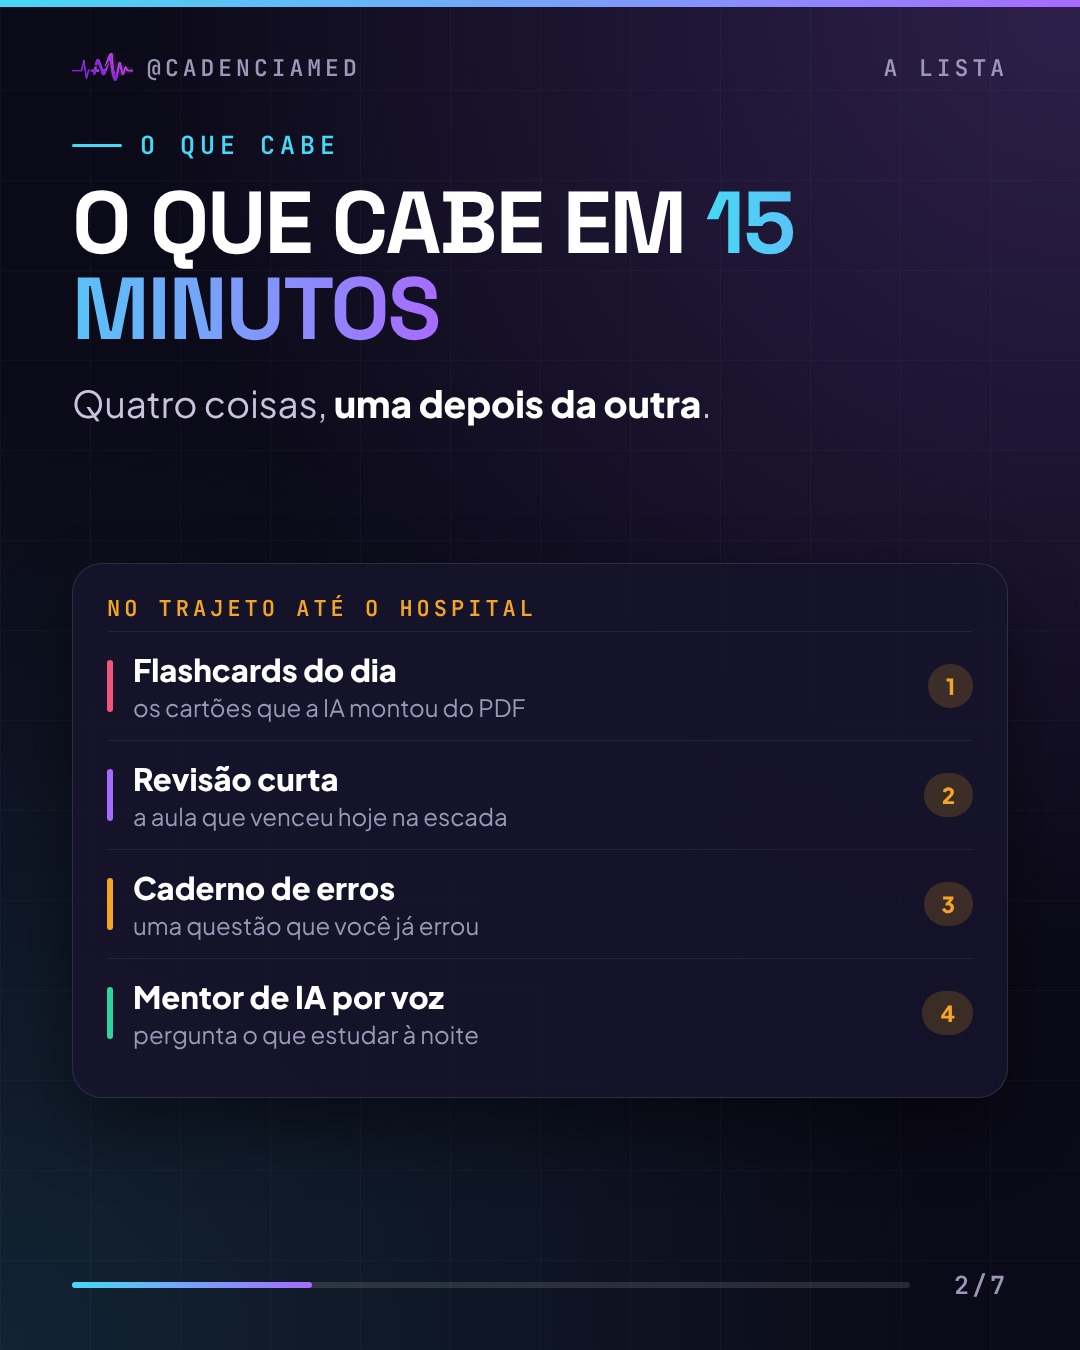 @CADENCIAMED
A LISTA
O QUE CABE
O QUE CABE EM 15
MINUTOS
Quatro coisas, uma depois da outra.
NO TRAJETO ATÉ O HOSPITAL
Flashcards do dia
os cartões que a IA montou do PDF
1
Revisão curta
a aula que venceu hoje na escada
2
Caderno de erros
uma questão que você já errou
3
Mentor de IA por voz
pergunta o que estudar à noite
4
2/7